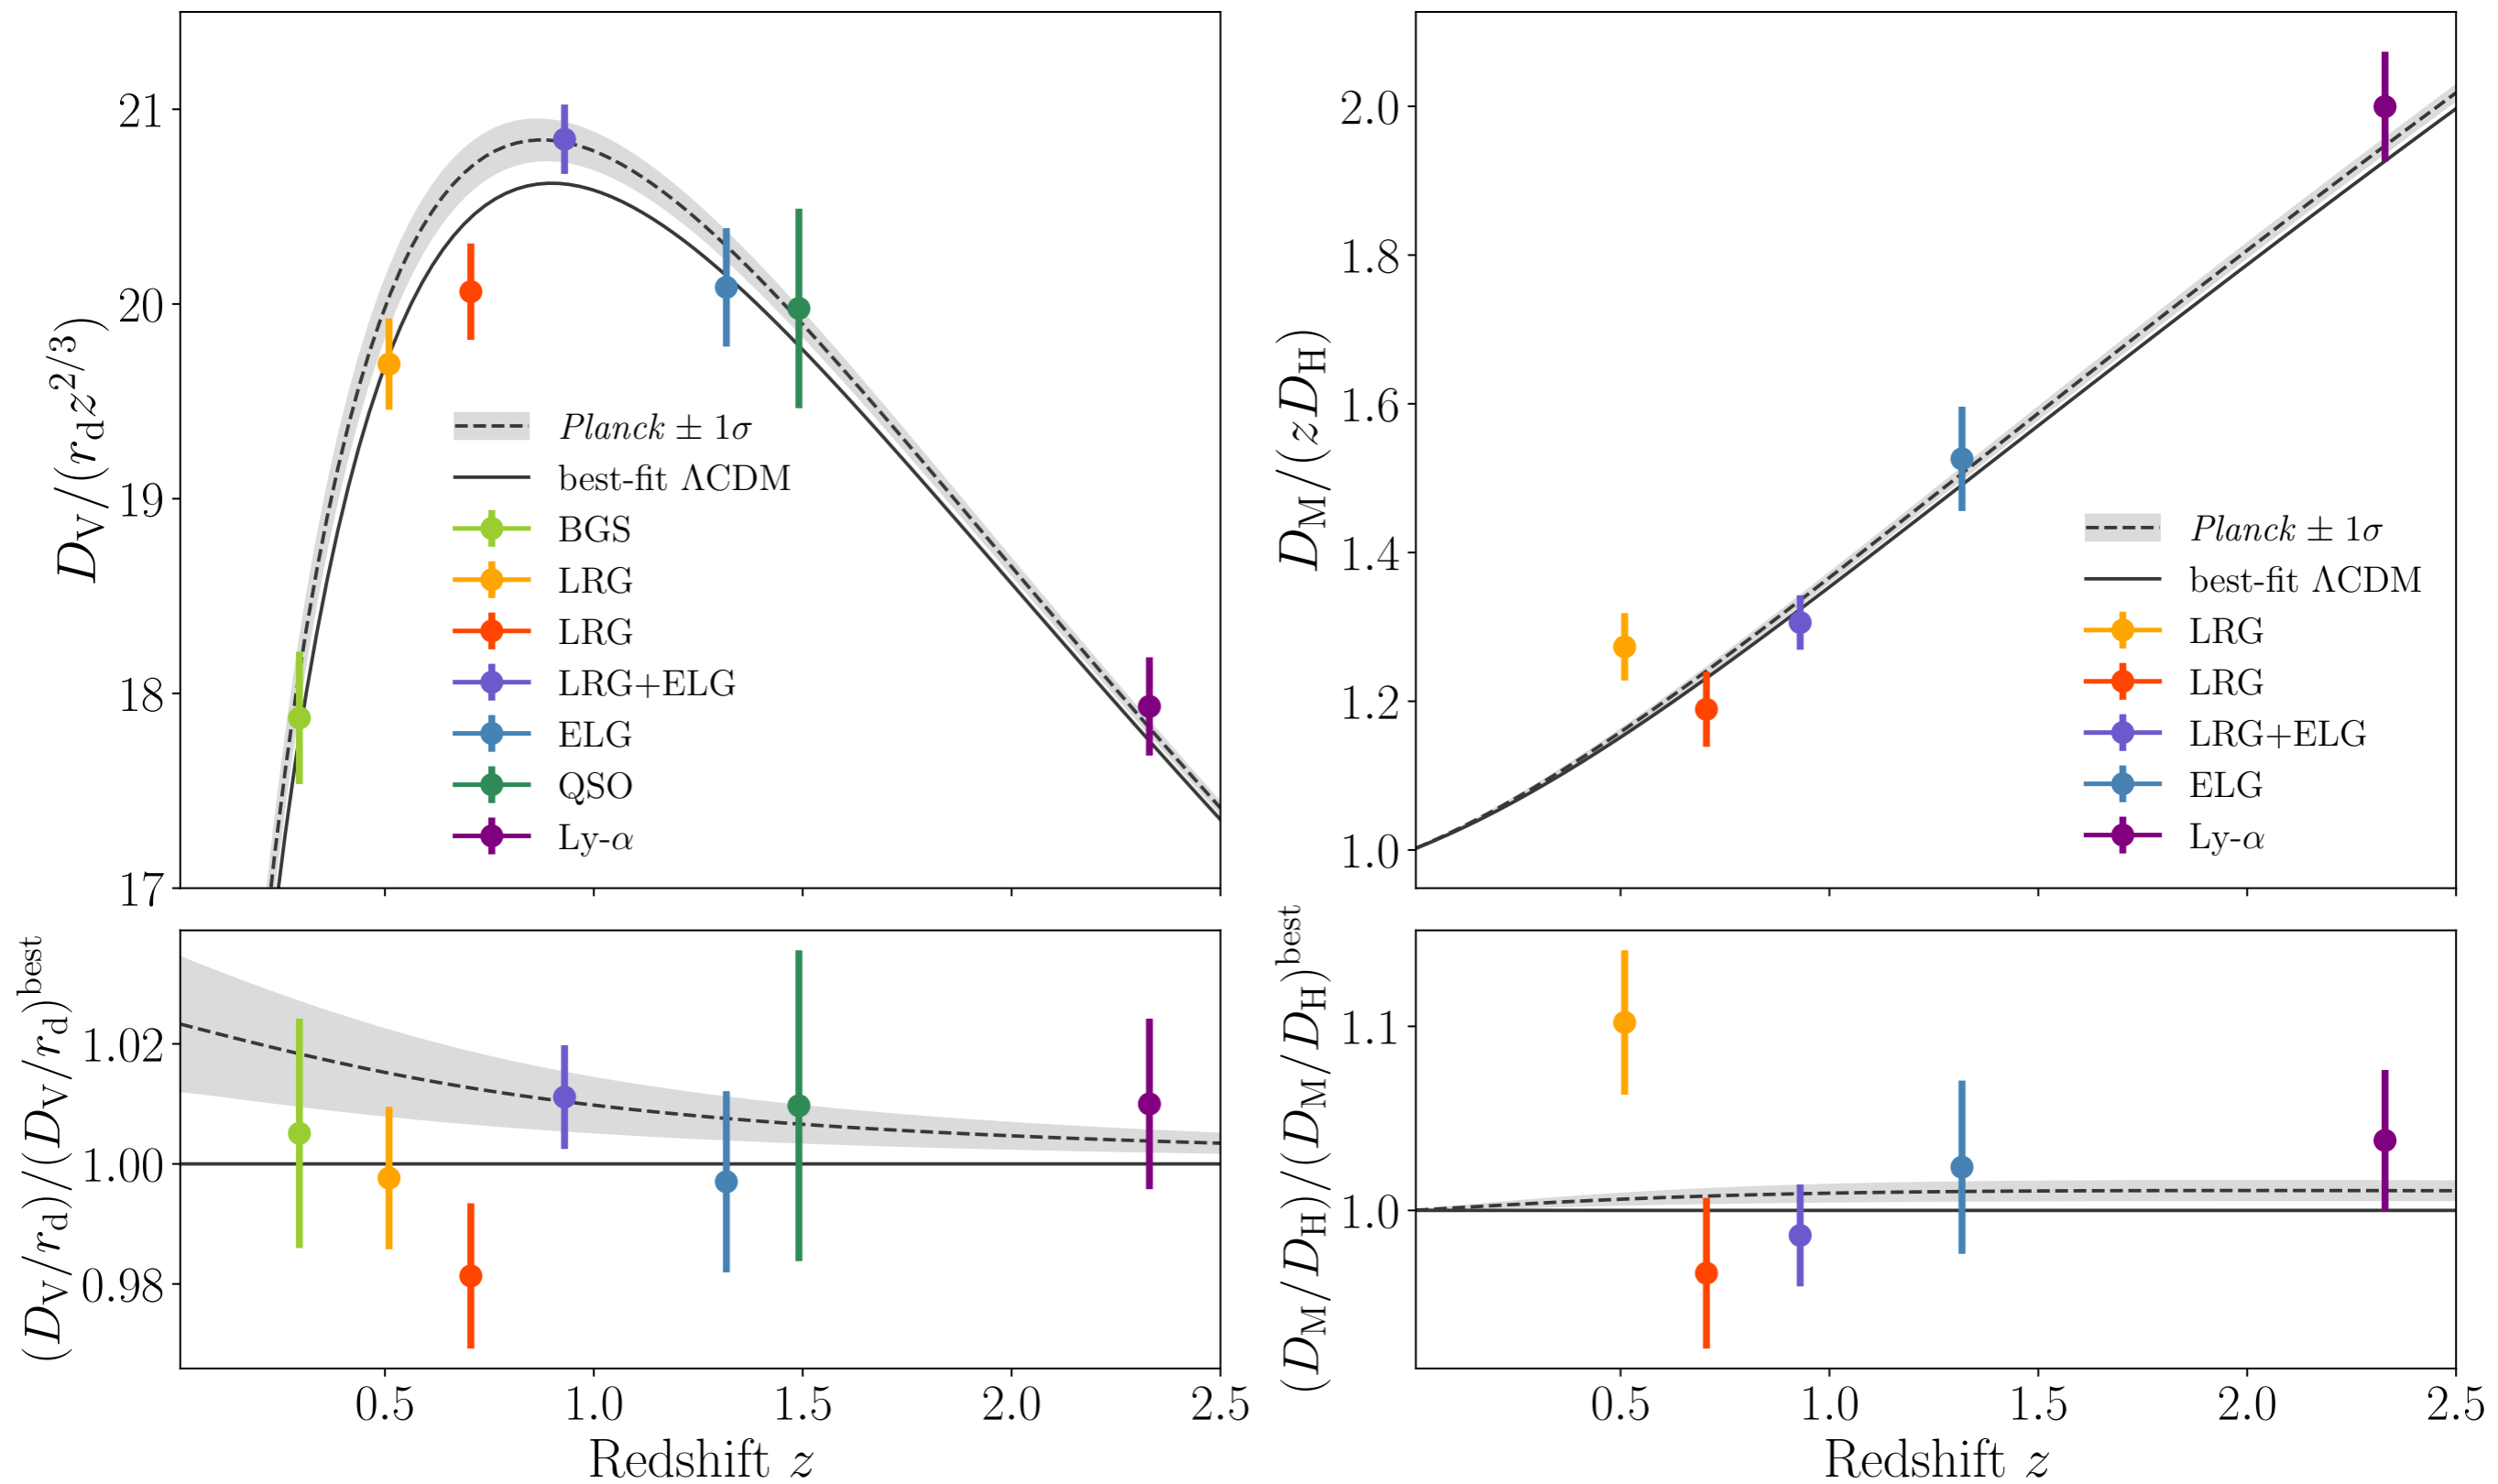 D_V/(r_d z^{2/3})
21
20
19
18
17
Planck ± 1σ
best-fit ΛCDM
BGS
LRG
LRG
LRG+ELG
ELG
QSO
Ly-α
D_M/(z D_H)
2.0
1.8
1.6
1.4
1.2
1.0
Planck ± 1σ
best-fit ΛCDM
LRG
LRG
LRG+ELG
ELG
Ly-α
(D_V/r_d)/(D_V/r_d)^{best}
1.02
1.00
0.98
0.5 1.0 1.5 2.0 2.5
Redshift z
(D_M/D_H)/(D_M/D_H)^{best}
1.1
1.0
0.5 1.0 1.5 2.0 2.5
Redshift z